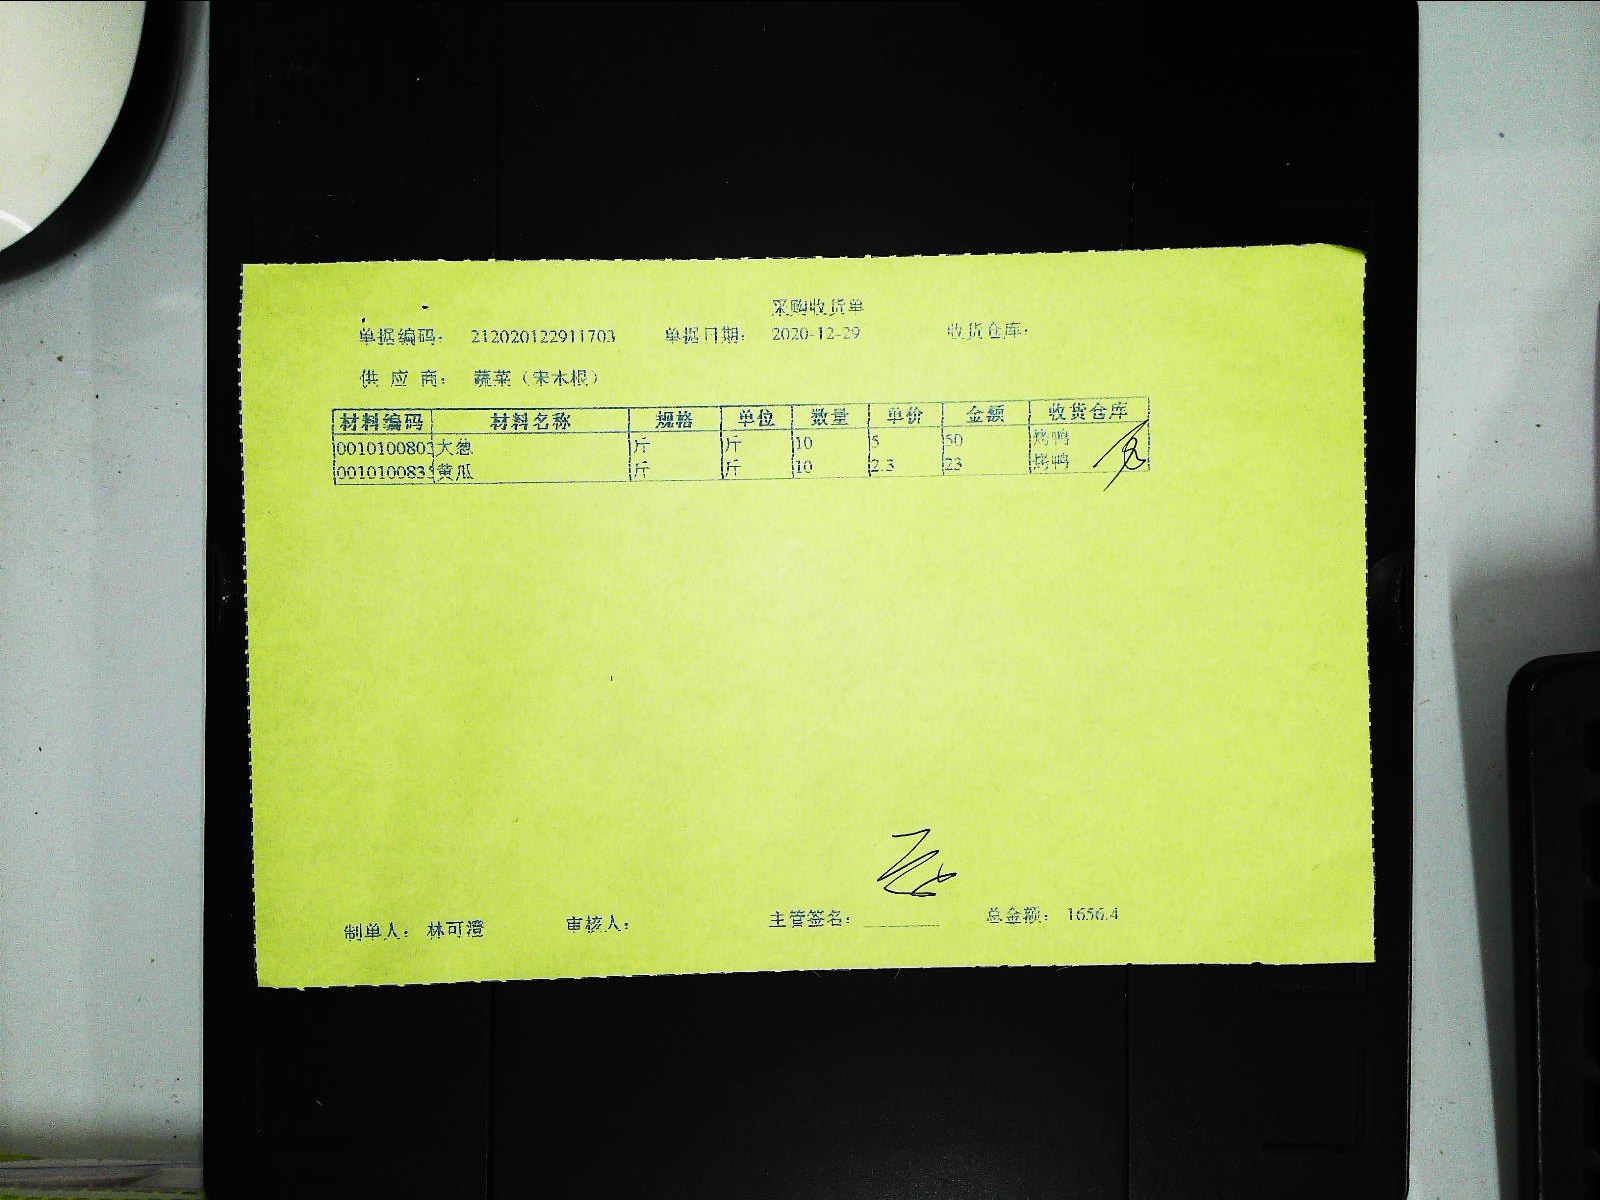 采购收货单
单据编码： 212020122911703 单据日期： 2020-12-29 收货仓库：
供 应 商： 蔬菜（宋木根）
材料编码 材料名称 规格 单位 数量 单价 金额 收货仓库
0010100803 大葱 斤 斤 10 5 50 烤鸭
0010100835 黄瓜 斤 斤 10 2.3 23 烤鸭
制单人： 林可澄 审核人： 主管签名： 总金额： 1656.4